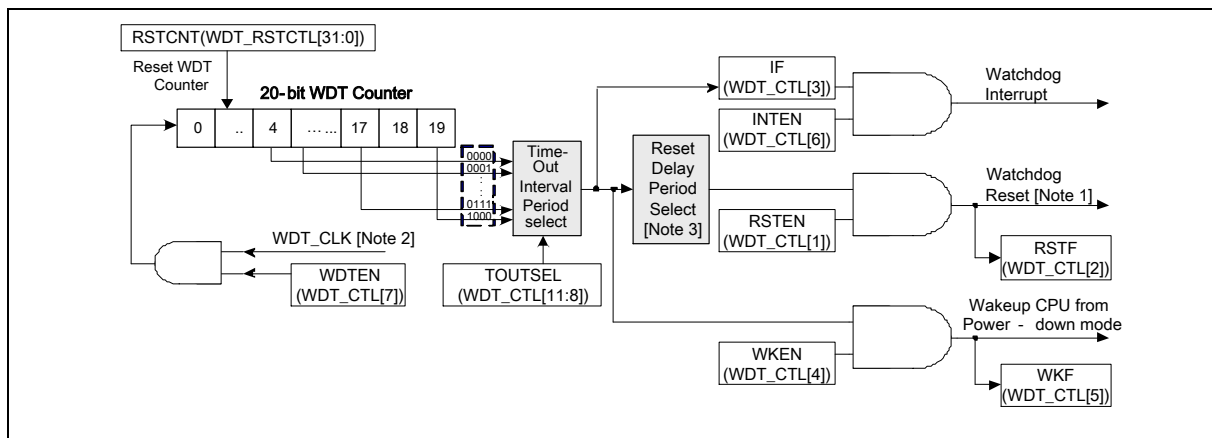 RSTCNT(WDT_RSTCTL[31:0])
Reset WDT
Counter
20-bit WDT Counter
0 .. 4 ...... 17 18 19
0000
0001
0111
1000
Time-
Out
Interval
Period
select
WDT_CLK [Note 2]
WDTEN
(WDT_CTL[7])
TOUTSEL
(WDT_CTL[11:8])
IF
(WDT_CTL[3])
INTEN
(WDT_CTL[6])
Watchdog
Interrupt
Reset
Delay
Period
Select
[Note 3]
RSTEN
(WDT_CTL[1])
Watchdog
Reset [Note 1]
RSTF
(WDT_CTL[2])
WKEN
(WDT_CTL[4])
Wakeup CPU from
Power - down mode
WKF
(WDT_CTL[5])